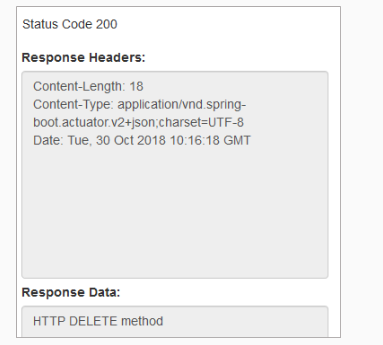 Status Code 200
Response Headers:
Content-Length: 18
Content-Type: application/vnd.spring-
boot.actuator.v2+json;charset=UTF-8
Date: Tue, 30 Oct 2018 10:16:18 GMT
Response Data:
HTTP DELETE method